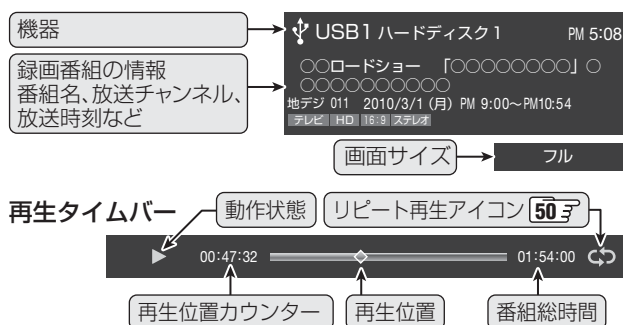 機器
USB1 ハードディスク1 PM 5:08
録画番組の情報
番組名、放送チャンネル、
放送時刻など
○○ロードショー 「○○○○○○○○」○
○○○○○○○○○○
地デジ 011 2010/3/1（月）PM 9:00～PM10:54
テレビ HD 16:9 ステレオ
画面サイズ フル
再生タイムバー 動作状態 リピート再生アイコン 50
00:47:32 01:54:00
再生位置カウンター 再生位置 番組総時間